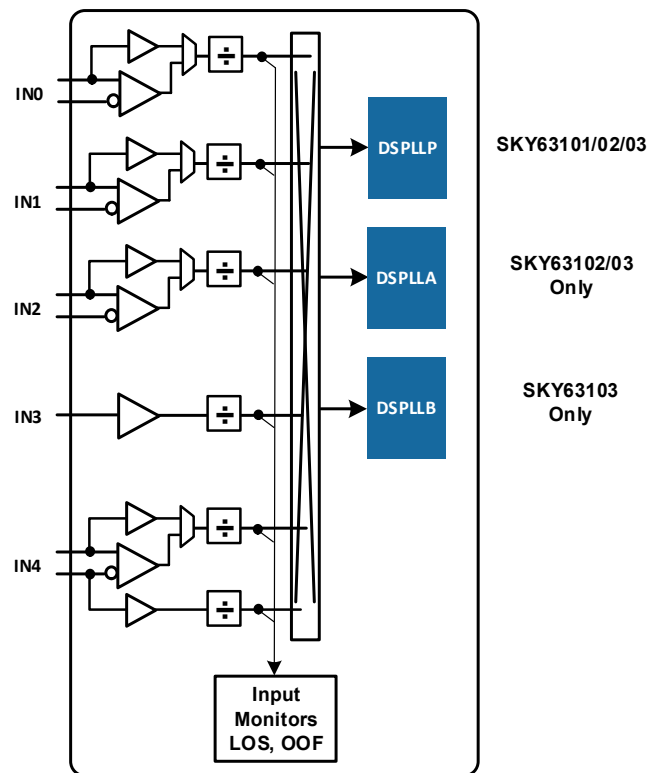 IN0
÷
DSPLLP
SKY63101/02/03
IN1
÷
IN2
÷
DSPLLA
SKY63102/03
Only
IN3
÷
DSPLLB
SKY63103
Only
IN4
÷
÷
Input
Monitors
LOS, OOF